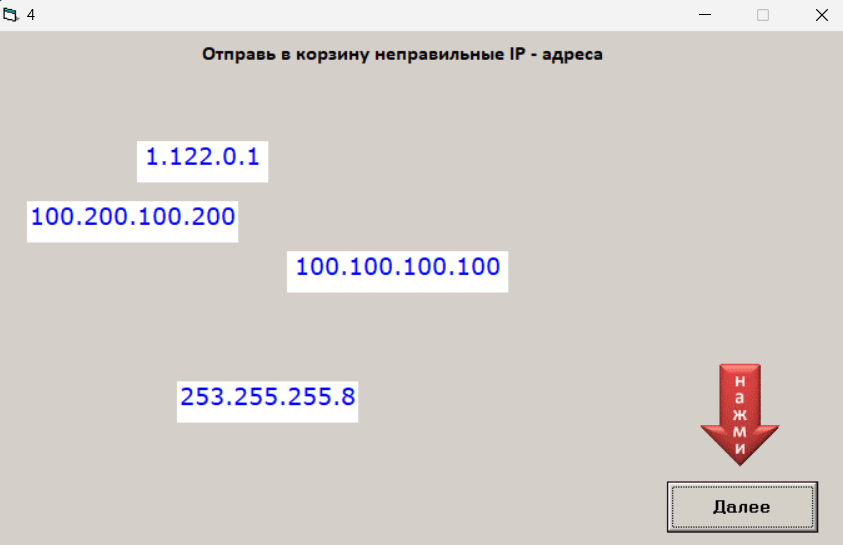 4
Отправь в корзину неправильные IP - адреса
1.122.0.1
100.200.100.200
100.100.100.100
253.255.255.8
нажми
Далее